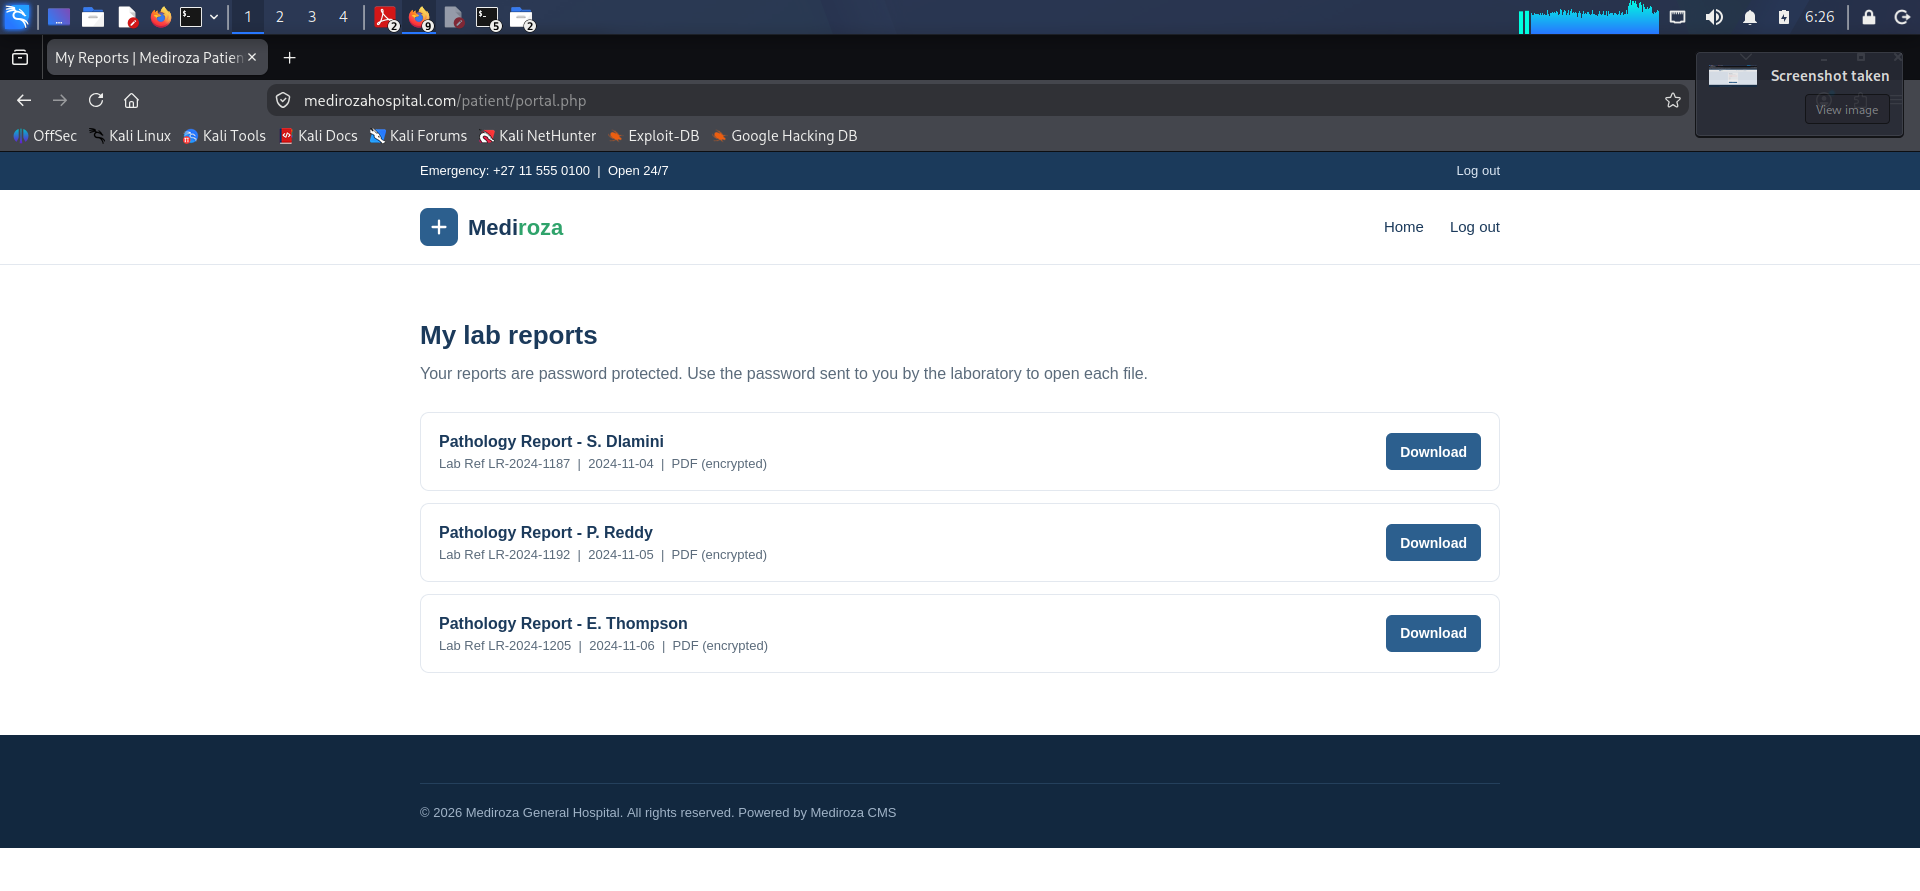 1 2 3 4 2 9 5 2 6:26
My Reports | Mediroza Patien
Screenshot taken
View image
medirozahospital.com/patient/portal.php
OffSec Kali Linux Kali Tools Kali Docs Kali Forums Kali NetHunter Exploit-DB Google Hacking DB
Emergency: +27 11 555 0100 | Open 24/7 Log out
Mediroza Home Log out
My lab reports
Your reports are password protected. Use the password sent to you by the laboratory to open each file.
Pathology Report - S. Dlamini
Lab Ref LR-2024-1187 | 2024-11-04 | PDF (encrypted)
Download
Pathology Report - P. Reddy
Lab Ref LR-2024-1192 | 2024-11-05 | PDF (encrypted)
Download
Pathology Report - E. Thompson
Lab Ref LR-2024-1205 | 2024-11-06 | PDF (encrypted)
Download
© 2026 Mediroza General Hospital. All rights reserved. Powered by Mediroza CMS